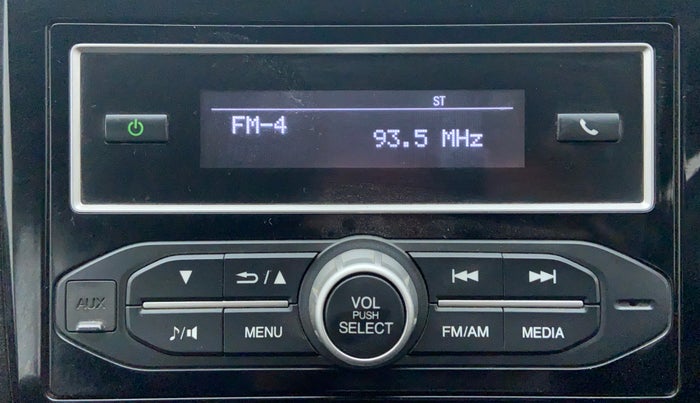 ST
FM-4
93.5 MHz
AUX
VOL
PUSH
SELECT
MENU
FM/AM
MEDIA